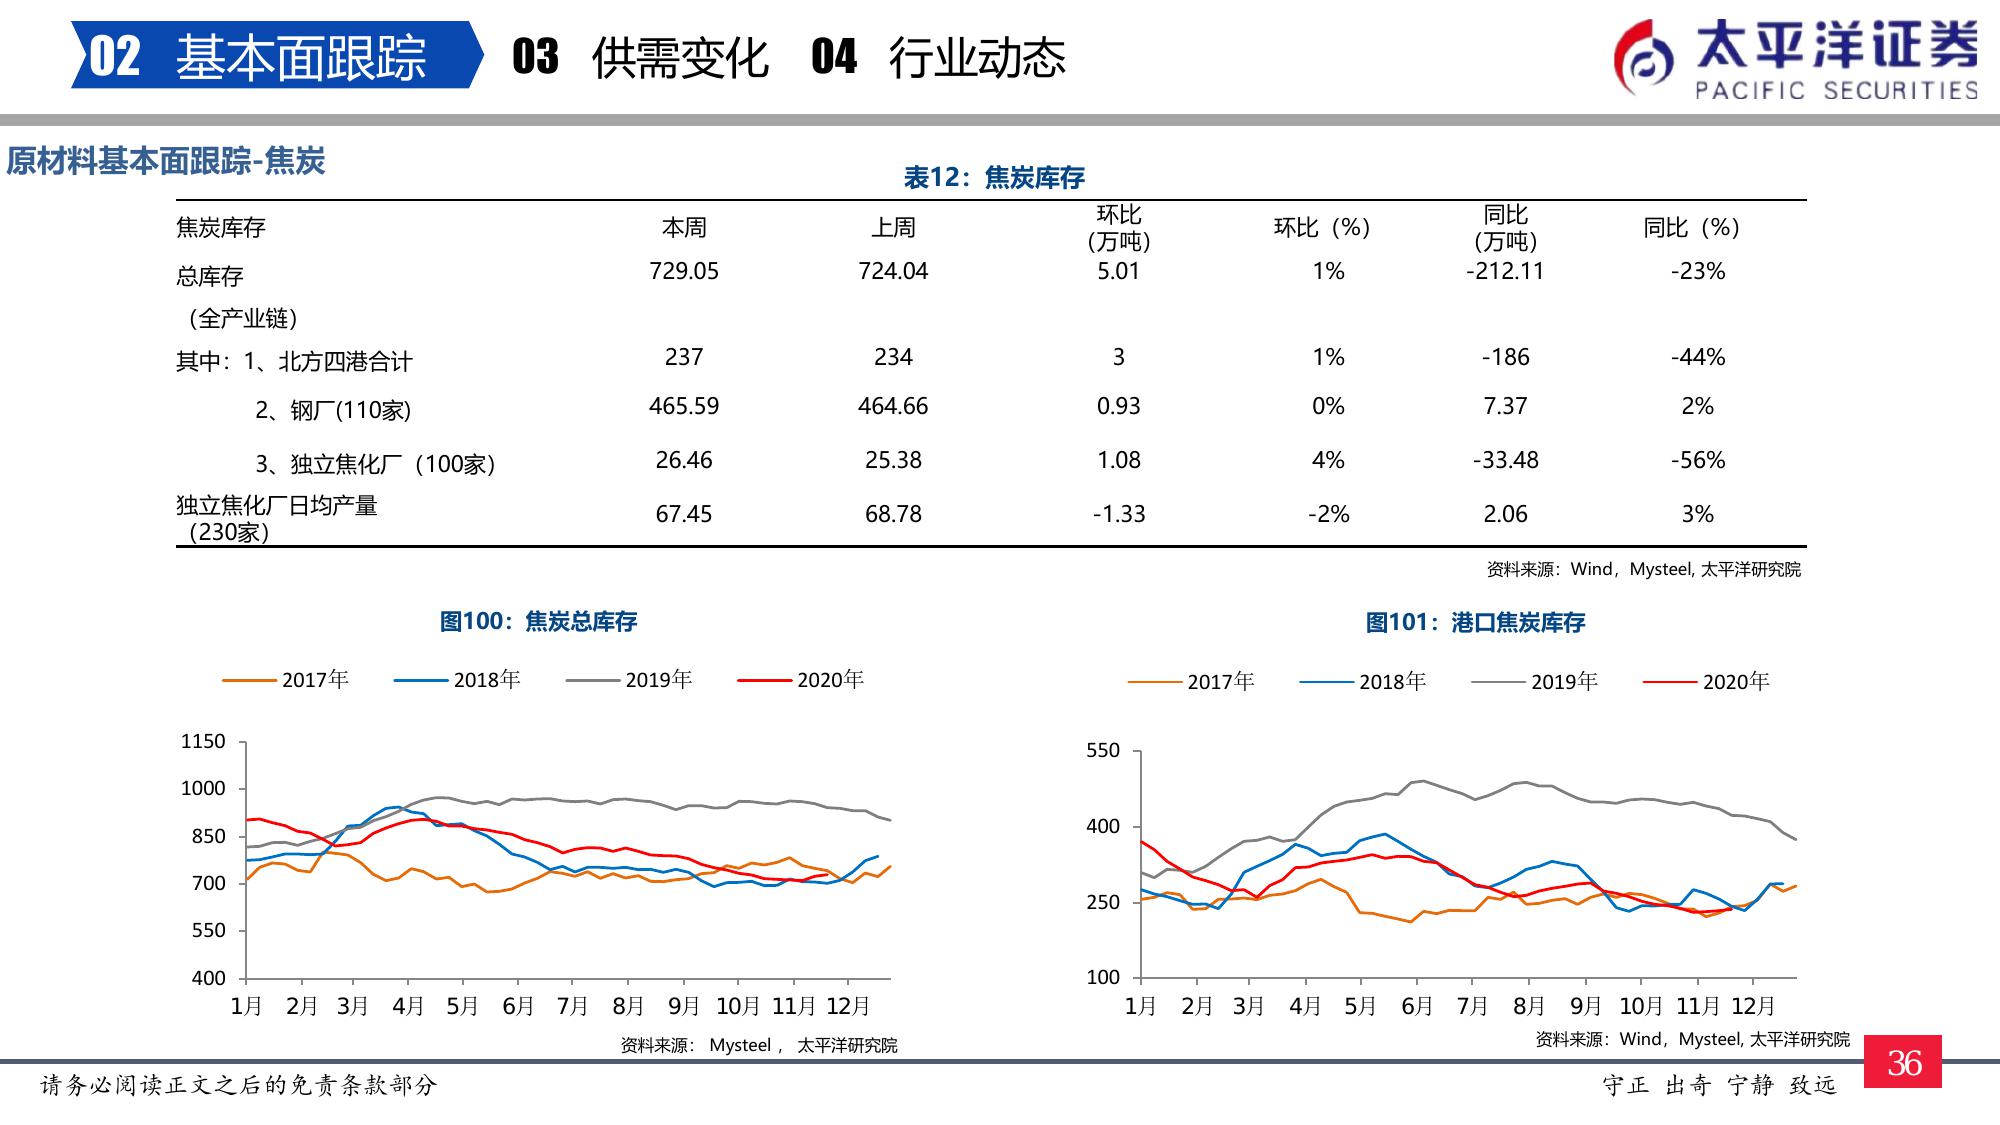 02 基本面跟踪 03 供需变化 04 行业动态
太平洋证券
PACIFIC SECURITIES
原材料基本面跟踪-焦炭
表12：焦炭库存
焦炭库存 本周 上周 环比（万吨） 环比（%） 同比（万吨） 同比（%）
总库存（全产业链） 729.05 724.04 5.01 1% -212.11 -23%
其中：1、北方四港合计 237 234 3 1% -186 -44%
2、钢厂(110家) 465.59 464.66 0.93 0% 7.37 2%
3、独立焦化厂（100家） 26.46 25.38 1.08 4% -33.48 -56%
独立焦化厂日均产量（230家） 67.45 68.78 -1.33 -2% 2.06 3%
资料来源：Wind，Mysteel, 太平洋研究院
图100：焦炭总库存
2017年 2018年 2019年 2020年
1150
1000
850
700
550
400
1月 2月 3月 4月 5月 6月 7月 8月 9月 10月 11月 12月
资料来源： Mysteel ， 太平洋研究院
图101：港口焦炭库存
2017年 2018年 2019年 2020年
550
400
250
100
1月 2月 3月 4月 5月 6月 7月 8月 9月 10月 11月 12月
资料来源：Wind，Mysteel, 太平洋研究院
请务必阅读正文之后的免责条款部分
守正 出奇 宁静 致远
36